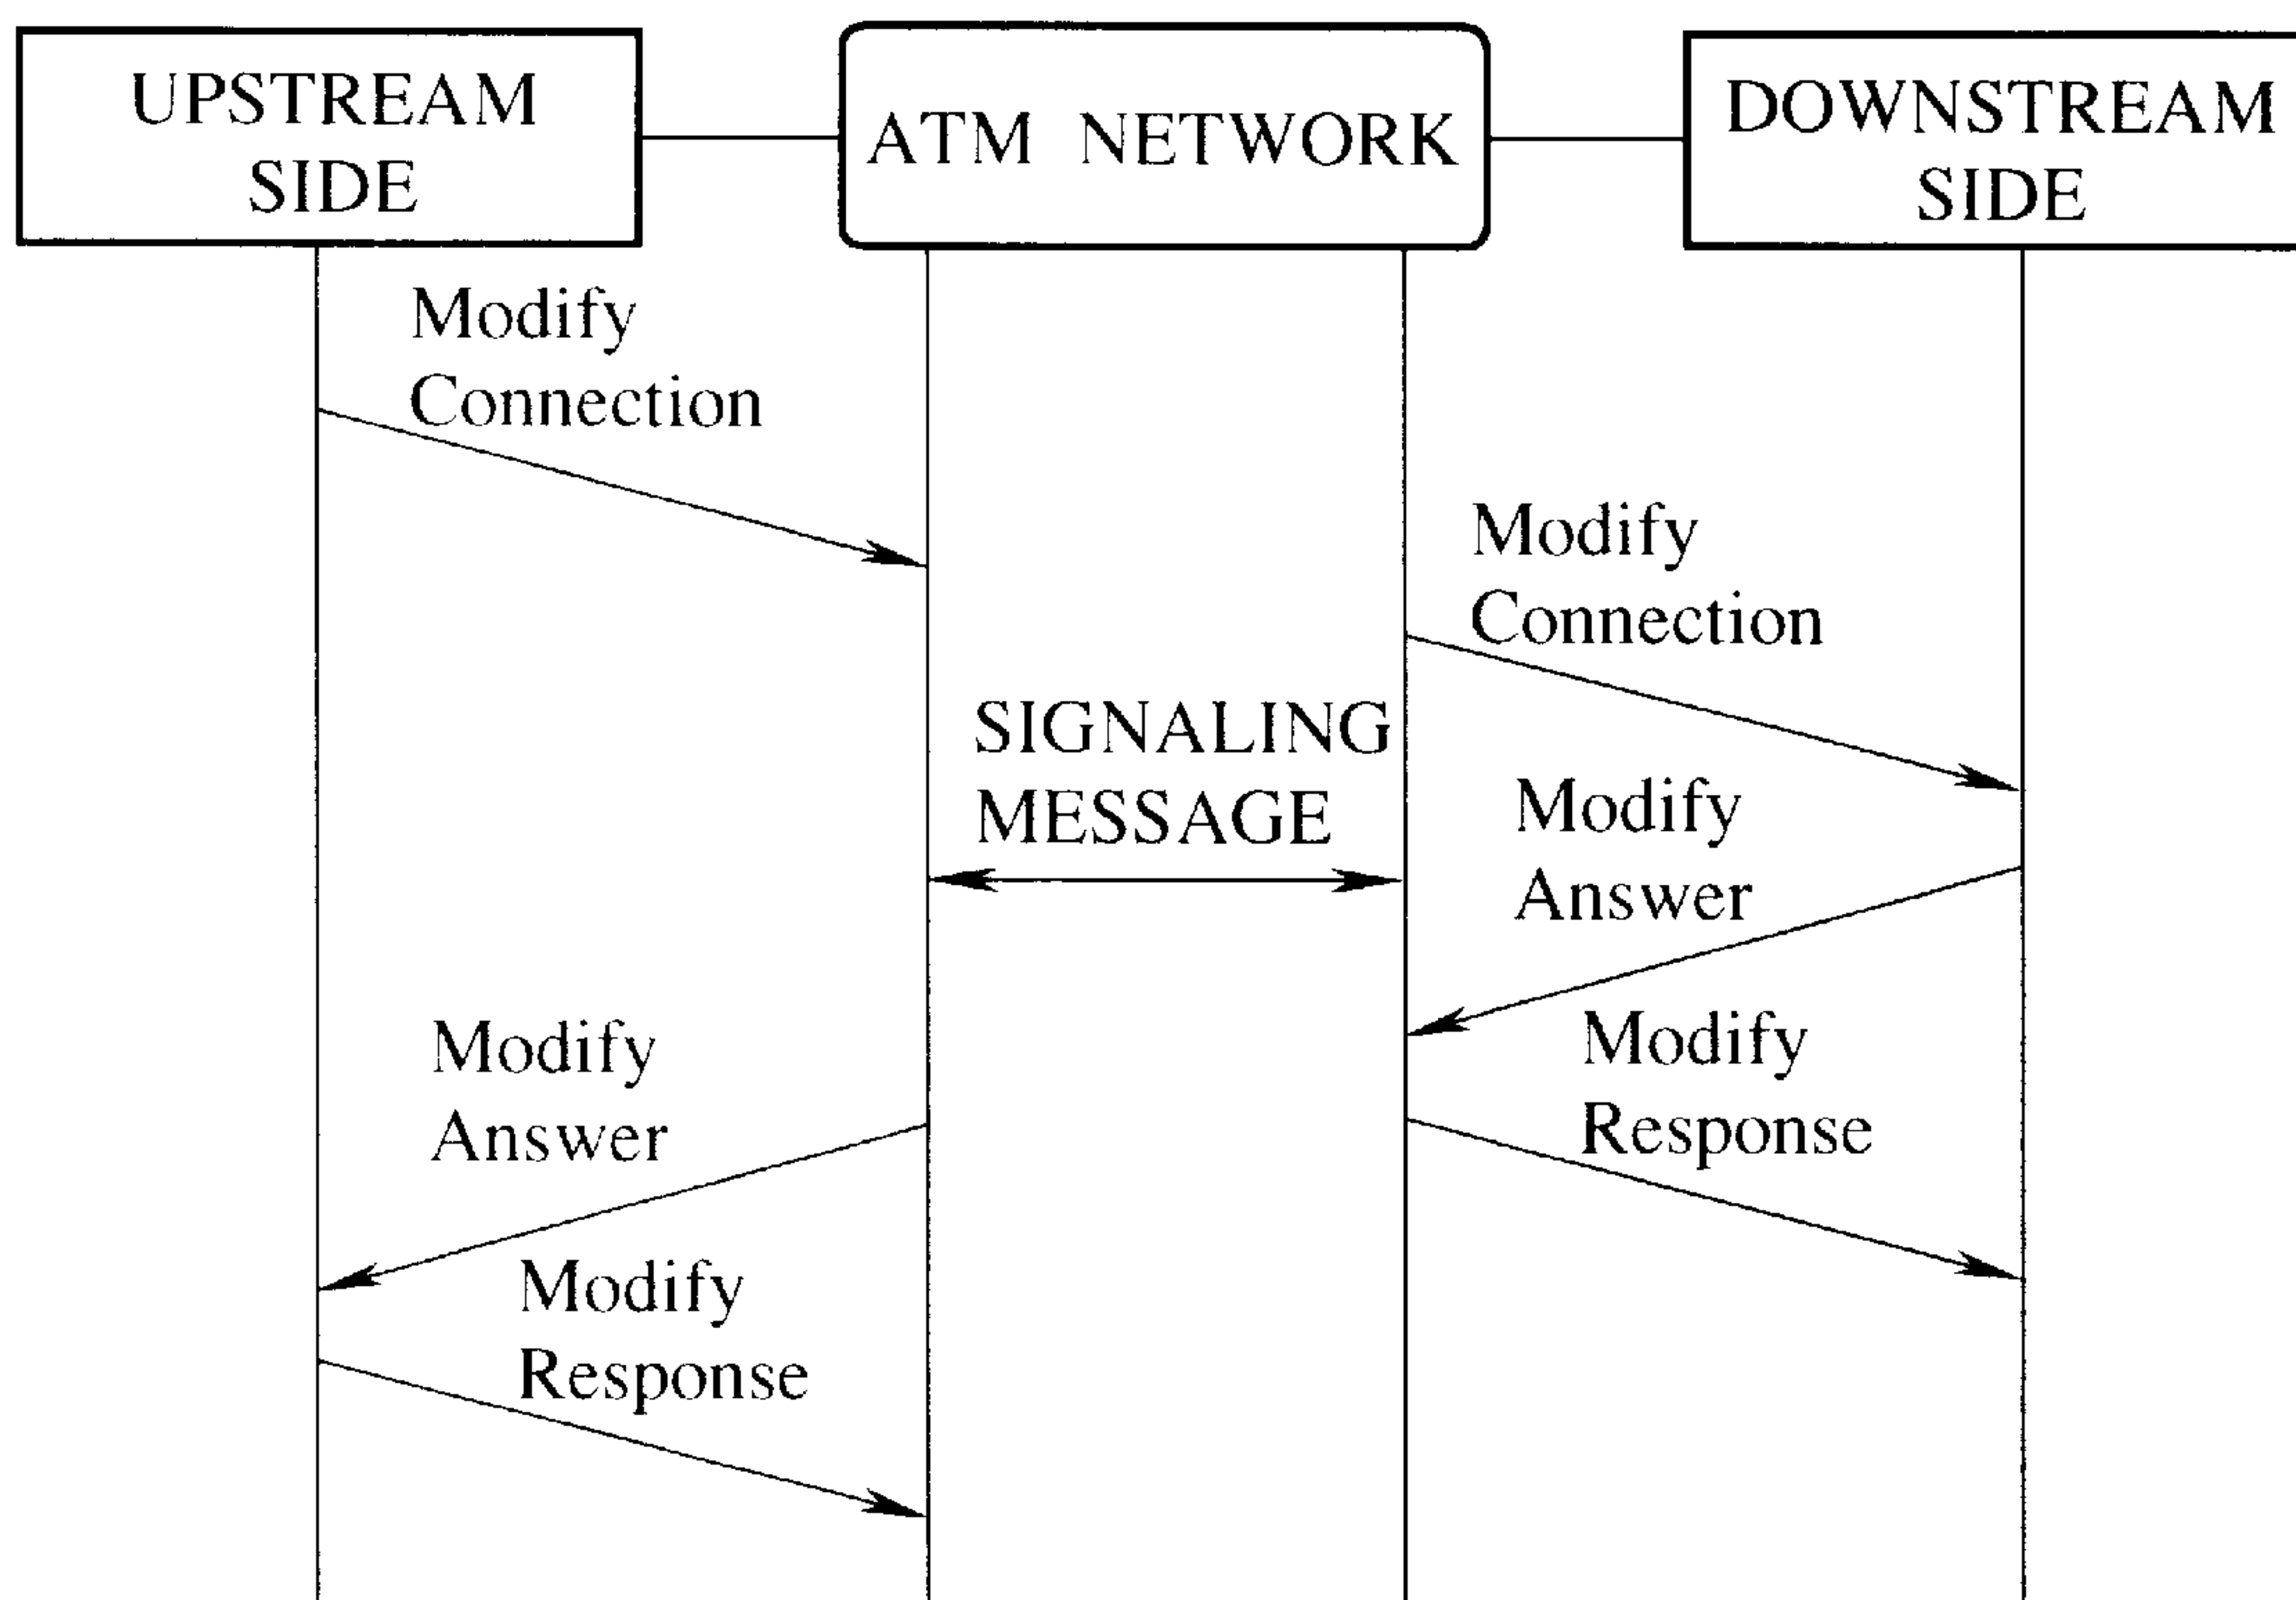 UPSTREAM
SIDE
ATM NETWORK
DOWNSTREAM
SIDE
Modify
Connection
Modify
Connection
SIGNALING
MESSAGE
Modify
Answer
Modify
Answer
Modify
Response
Modify
Response